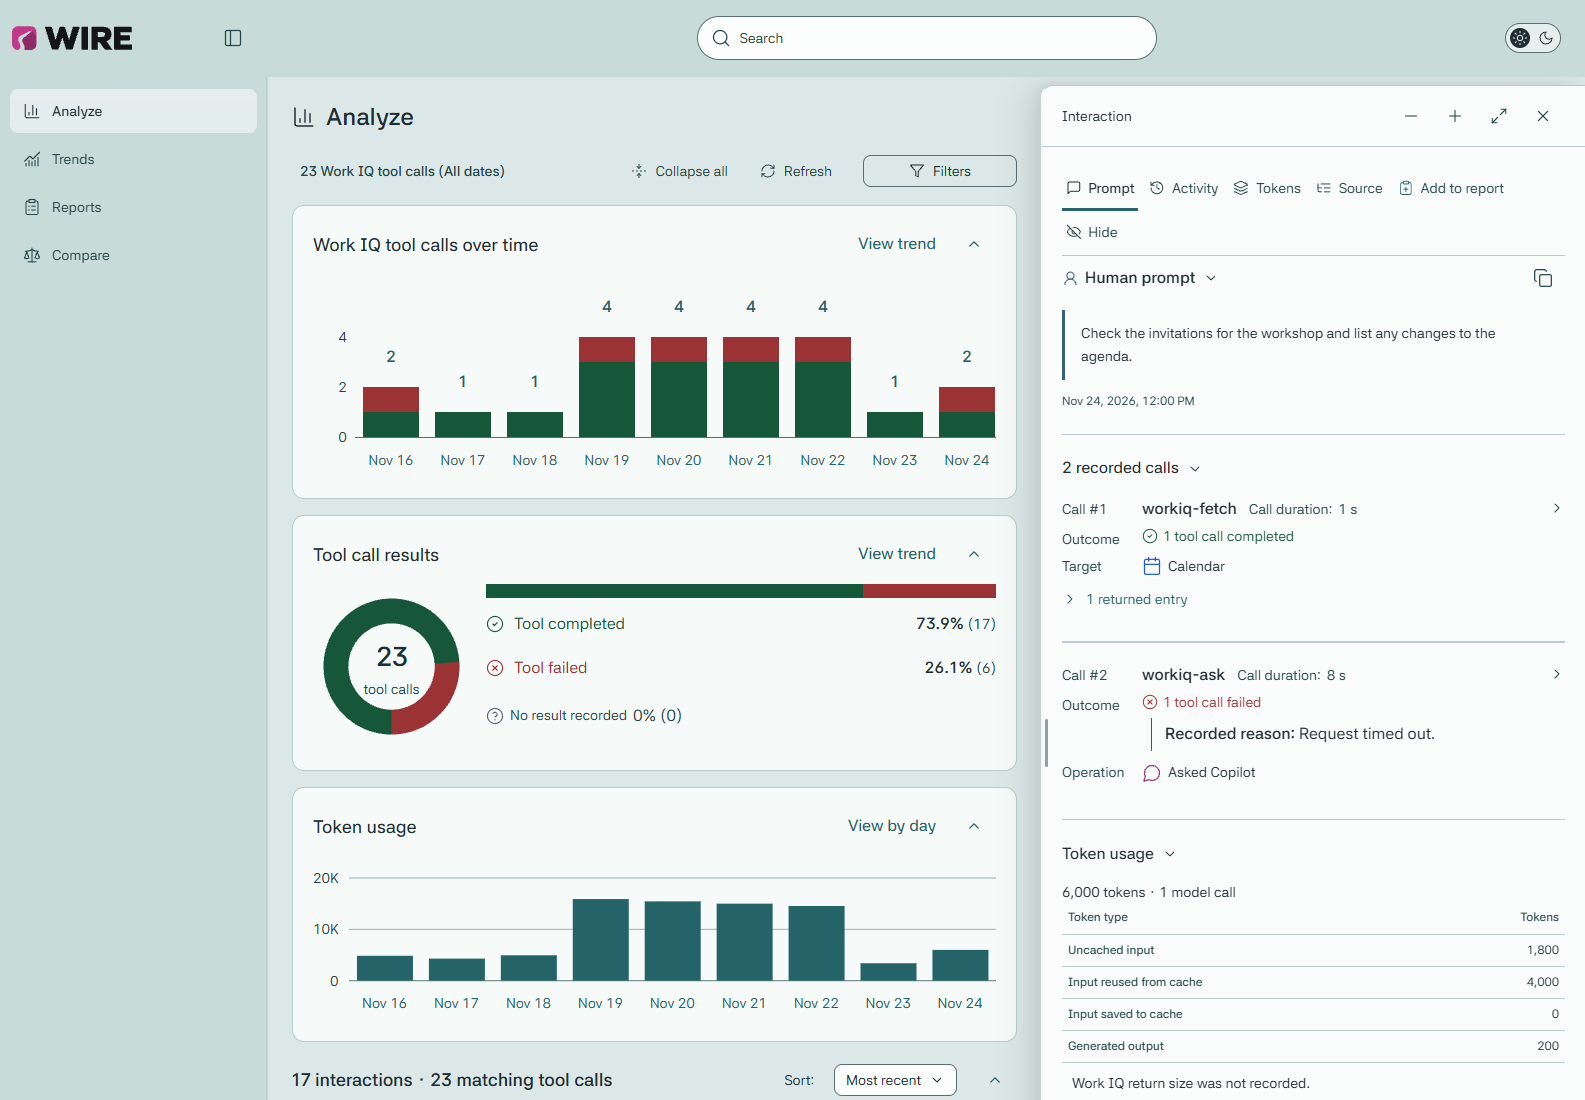 WIRE
Search
Analyze
Trends
Reports
Compare
Analyze
23 Work IQ tool calls (All dates)
Collapse all
Refresh
Filters
Work IQ tool calls over time
View trend
4
2
0
2
1
1
4
4
4
4
1
2
Nov 16
Nov 17
Nov 18
Nov 19
Nov 20
Nov 21
Nov 22
Nov 23
Nov 24
Tool call results
View trend
23
tool calls
Tool completed
73.9% (17)
Tool failed
26.1% (6)
No result recorded 0% (0)
Token usage
View by day
20K
10K
0
Nov 16
Nov 17
Nov 18
Nov 19
Nov 20
Nov 21
Nov 22
Nov 23
Nov 24
17 interactions · 23 matching tool calls
Sort:
Most recent
Interaction
Prompt
Activity
Tokens
Source
Add to report
Hide
Human prompt
Check the invitations for the workshop and list any changes to the
agenda.
Nov 24, 2026, 12:00 PM
2 recorded calls
Call #1
workiq-fetch Call duration: 1 s
Outcome
1 tool call completed
Target
Calendar
1 returned entry
Call #2
workiq-ask Call duration: 8 s
Outcome
1 tool call failed
Recorded reason: Request timed out.
Operation
Asked Copilot
Token usage
6,000 tokens · 1 model call
Token type
Tokens
Uncached input
1,800
Input reused from cache
4,000
Input saved to cache
0
Generated output
200
Work IQ return size was not recorded.